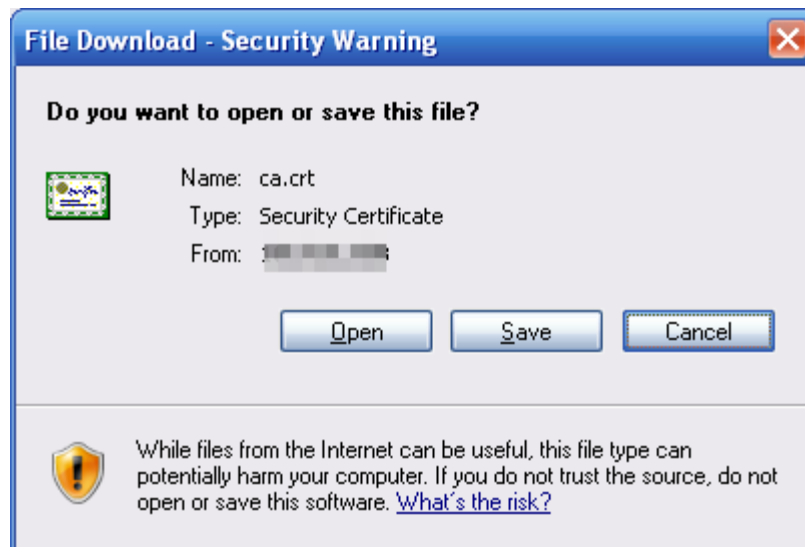 File Download - Security Warning
Do you want to open or save this file?
Name: ca.crt
Type: Security Certificate
From:
Open Save Cancel
While files from the Internet can be useful, this file type can
potentially harm your computer. If you do not trust the source, do not
open or save this software. What's the risk?